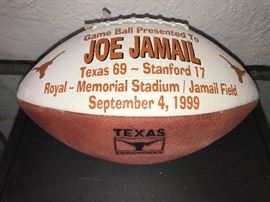 Game Ball Presented To
JOE JAMAIL
Texas 69 - Stanford 17
Royal - Memorial Stadium / Jamail Field
September 4, 1999
TEXAS
LONGHORNS